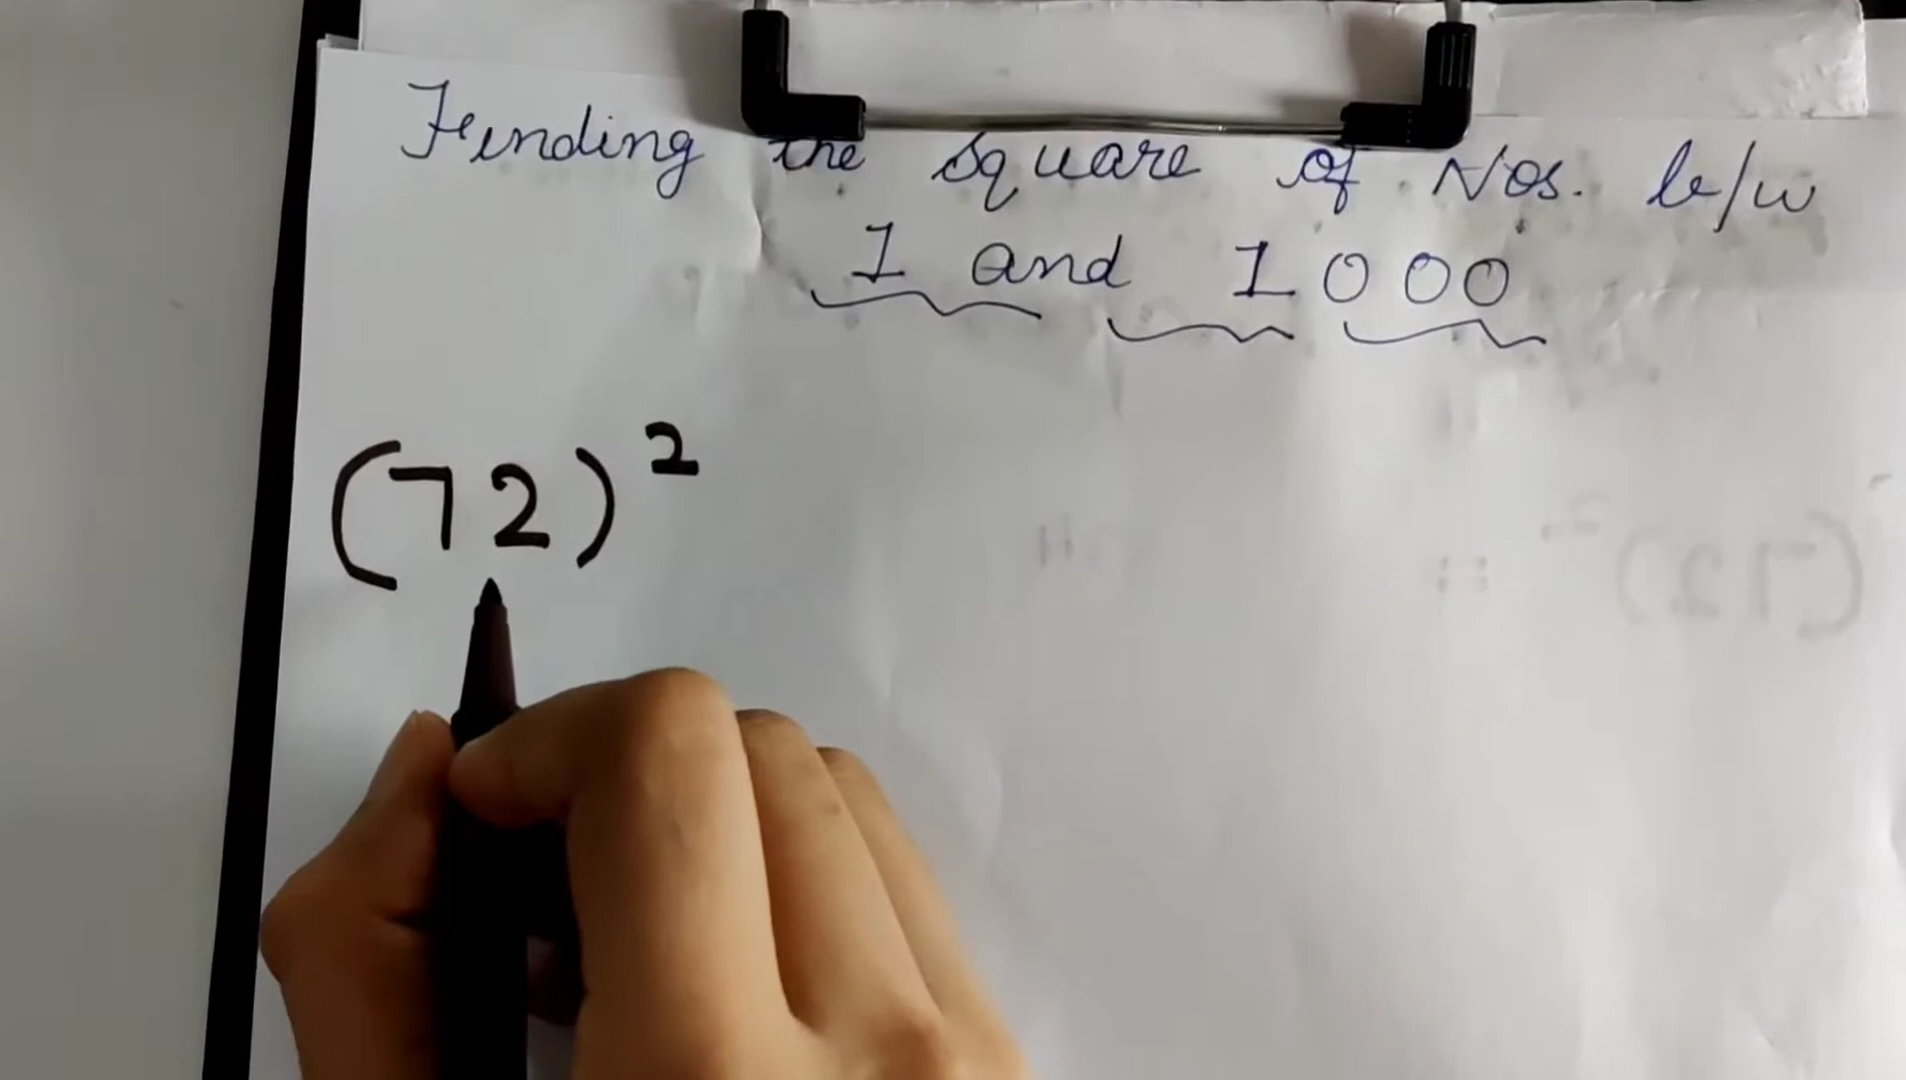 Finding the square of Nos. b/w
1 and 1000
(72)²